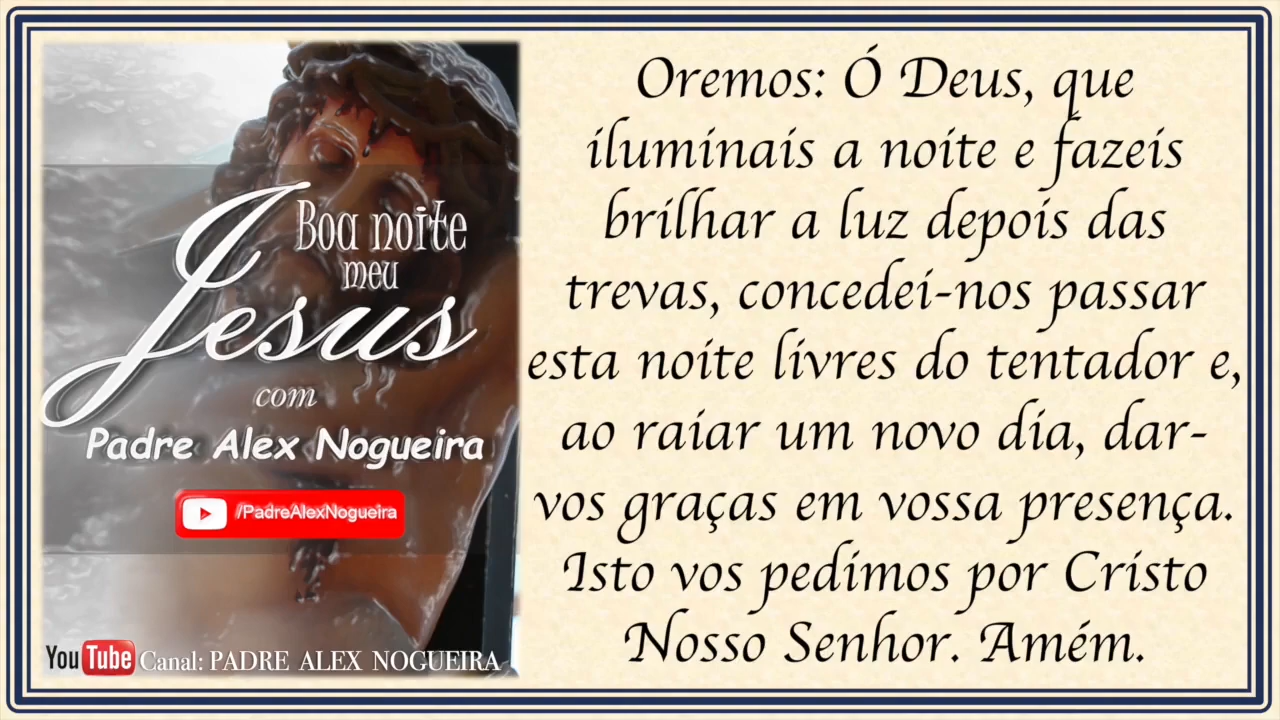 Boa noite
meu
Jesus
com
Padre Alex Nogueira
/PadreAlexNogueira
YouTube Canal: PADRE ALEX NOGUEIRA
Oremos: Ó Deus, que
iluminais a noite e fazeis
brilhar a luz depois das
trevas, concedei-nos passar
esta noite livres do tentador e,
ao raiar um novo dia, dar-
vos graças em vossa presença.
Isto vos pedimos por Cristo
Nosso Senhor. Amém.